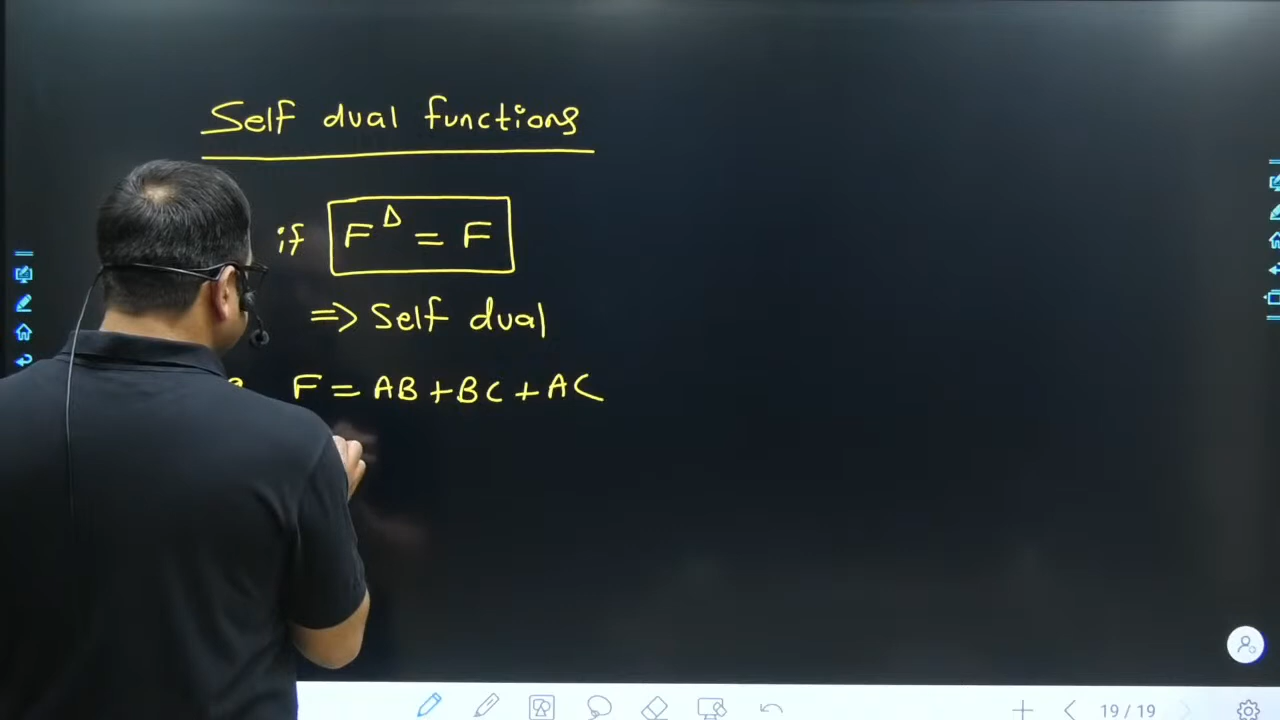 Self dual functions
if F^Δ = F
=> Self dual
F = AB + BC + AC
19 / 19